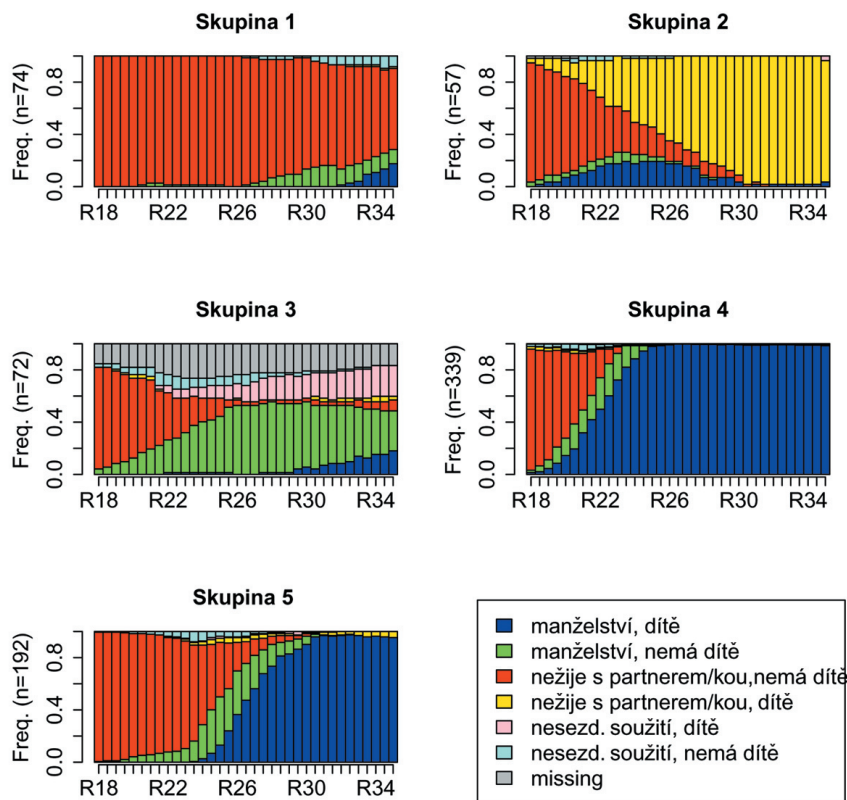 Skupina 1
Freq. (n=74)
0.0 0.4 0.8
R18 R22 R26 R30 R34
Skupina 2
Freq. (n=57)
0.0 0.4 0.8
R18 R22 R26 R30 R34
Skupina 3
Freq. (n=72)
0.0 0.4 0.8
R18 R22 R26 R30 R34
Skupina 4
Freq. (n=339)
0.0 0.4 0.8
R18 R22 R26 R30 R34
Skupina 5
Freq. (n=192)
0.0 0.4 0.8
R18 R22 R26 R30 R34
manželství, dítě
manželství, nemá dítě
nežije s partnerem/kou,nemá dítě
nežije s partnerem/kou, dítě
nesezd. soužití, dítě
nesezd. soužití, nemá dítě
missing